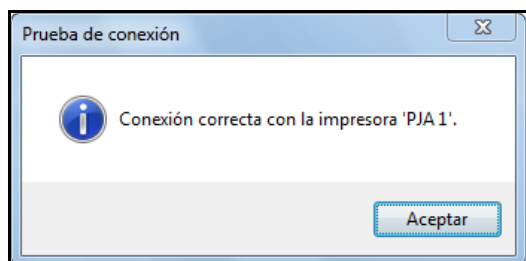 Prueba de conexión
Conexión correcta con la impresora 'PJA 1'.
Aceptar